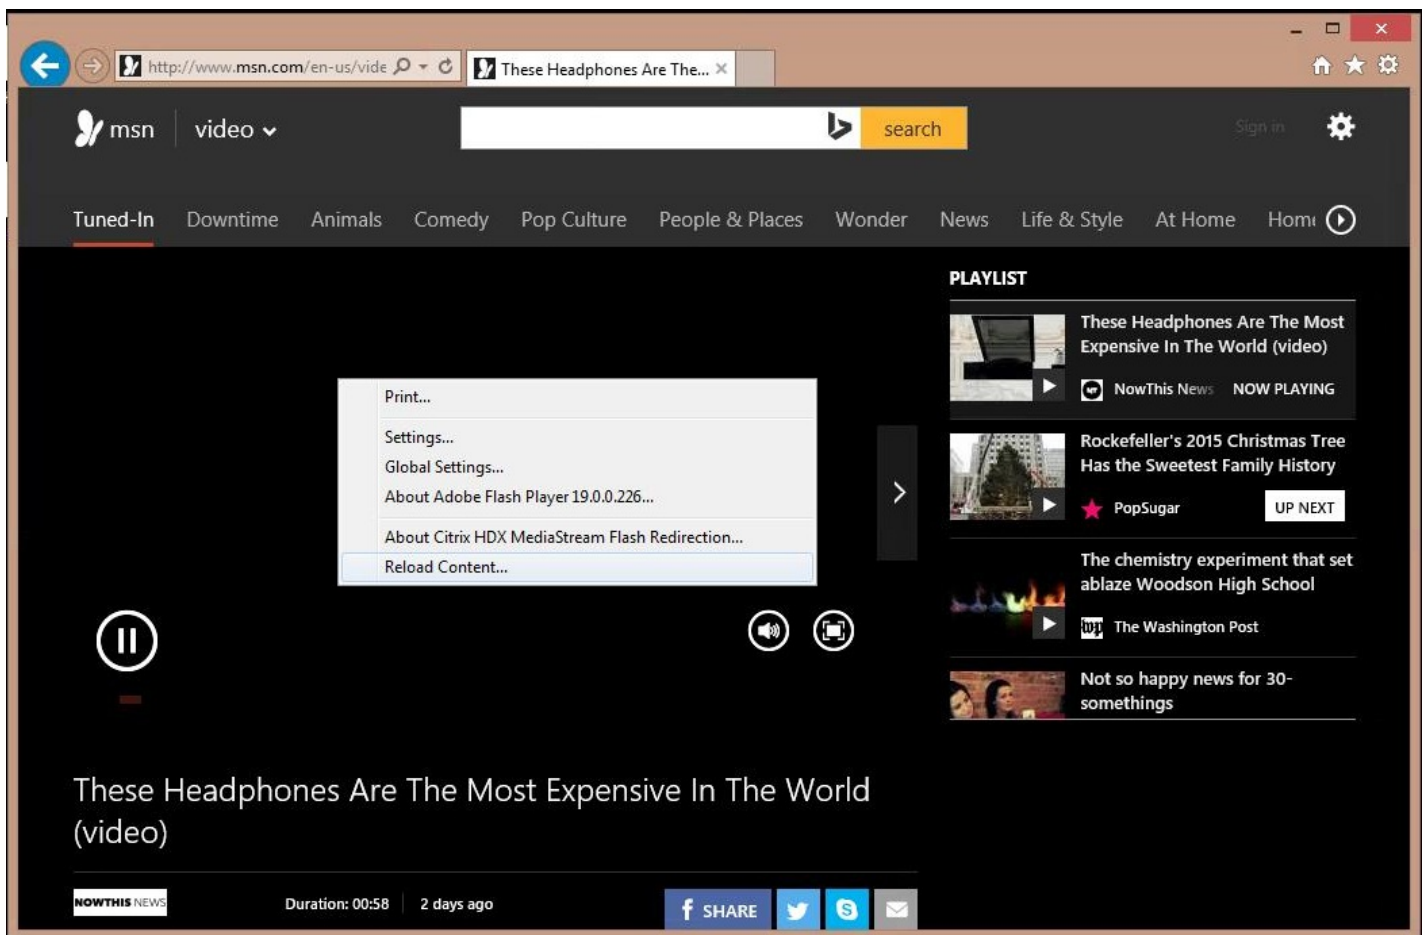 http://www.msn.com/en-us/vide
These Headphones Are The...
msn
video
search
Sign in
Tuned-In
Downtime
Animals
Comedy
Pop Culture
People & Places
Wonder
News
Life & Style
At Home
Home
Print...
Settings...
Global Settings...
About Adobe Flash Player 19.0.0.226...
About Citrix HDX MediaStream Flash Redirection...
Reload Content...
PLAYLIST
These Headphones Are The Most
Expensive In The World (video)
NT NowThis News NOW PLAYING
Rockefeller's 2015 Christmas Tree
Has the Sweetest Family History
PopSugar UP NEXT
The chemistry experiment that set
ablaze Woodson High School
wp The Washington Post
Not so happy news for 30-
somethings
These Headphones Are The Most Expensive In The World
(video)
NOWTHIS NEWS
Duration: 00:58
2 days ago
f SHARE